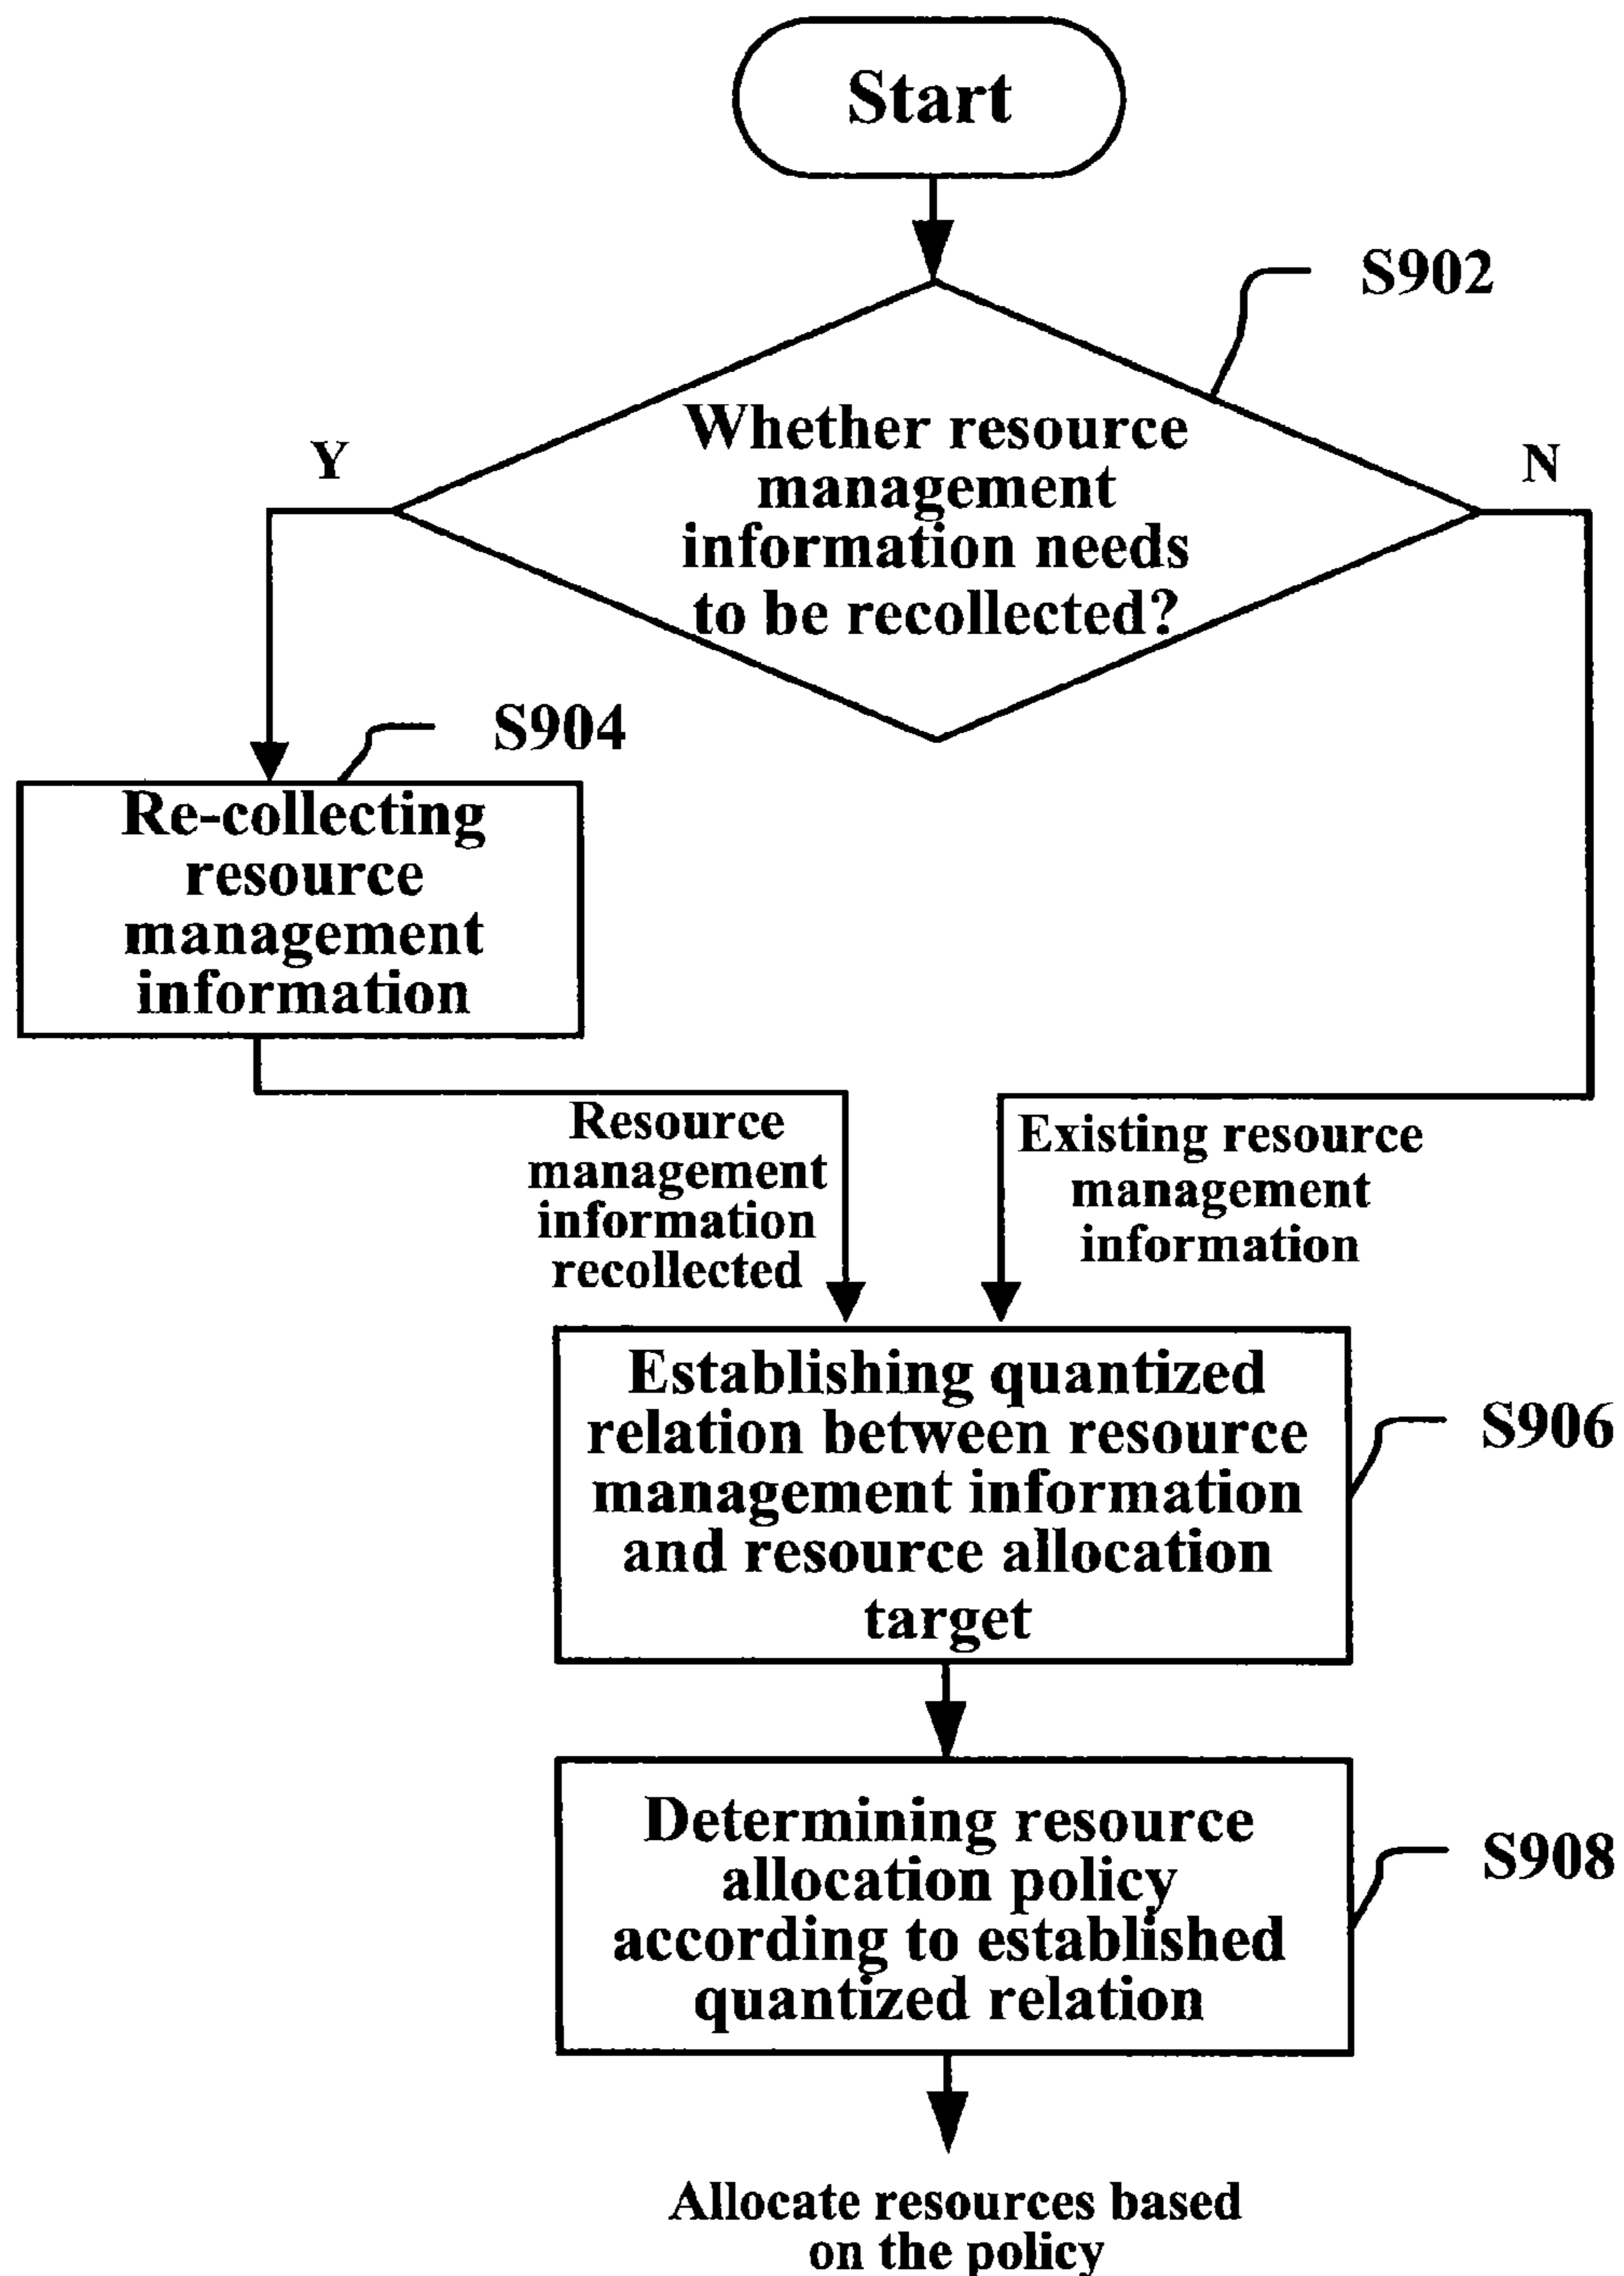 Start
S902
Whether resource
management
information needs
to be recollected?
Y
N
S904
Re-collecting
resource
management
information
Resource
management
information
recollected
Existing resource
management
information
Establishing quantized
relation between resource
management information
and resource allocation
target
S906
Determining resource
allocation policy
according to established
quantized relation
S908
Allocate resources based
on the policy